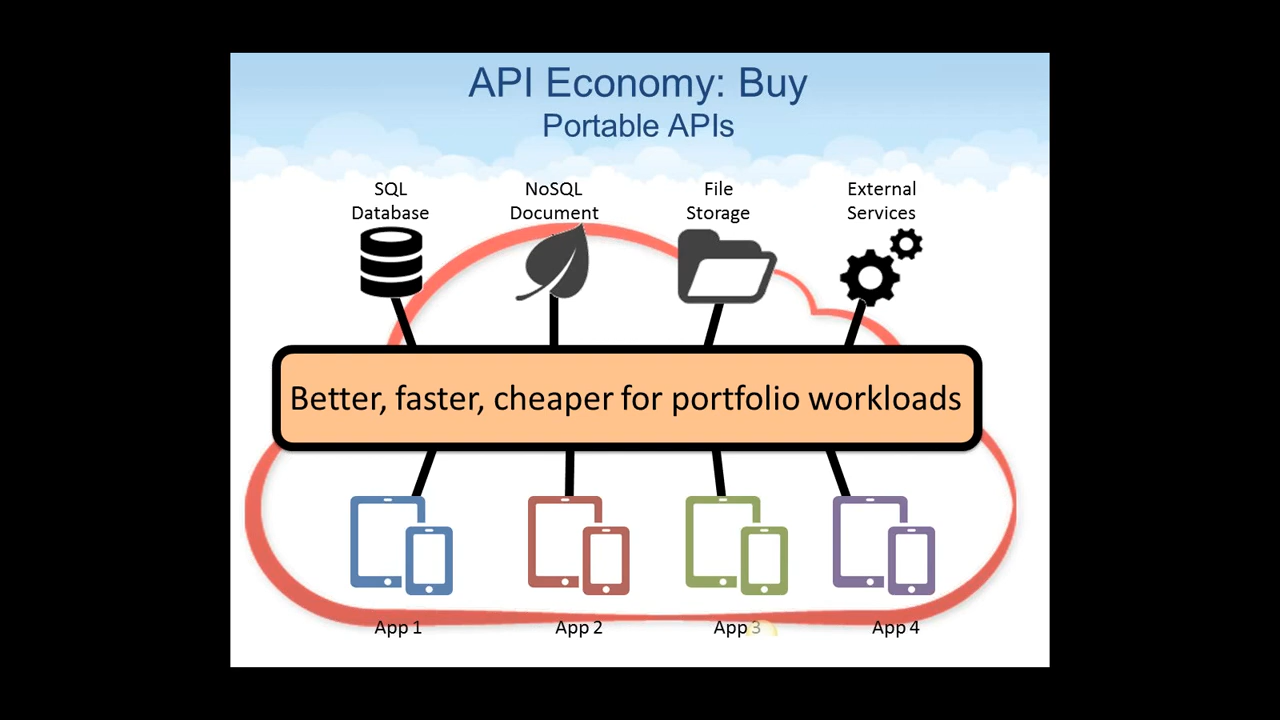 API Economy: Buy
Portable APIs
SQL
Database
NoSQL
Document
File
Storage
External
Services
Better, faster, cheaper for portfolio workloads
App 1
App 2
App 3
App 4